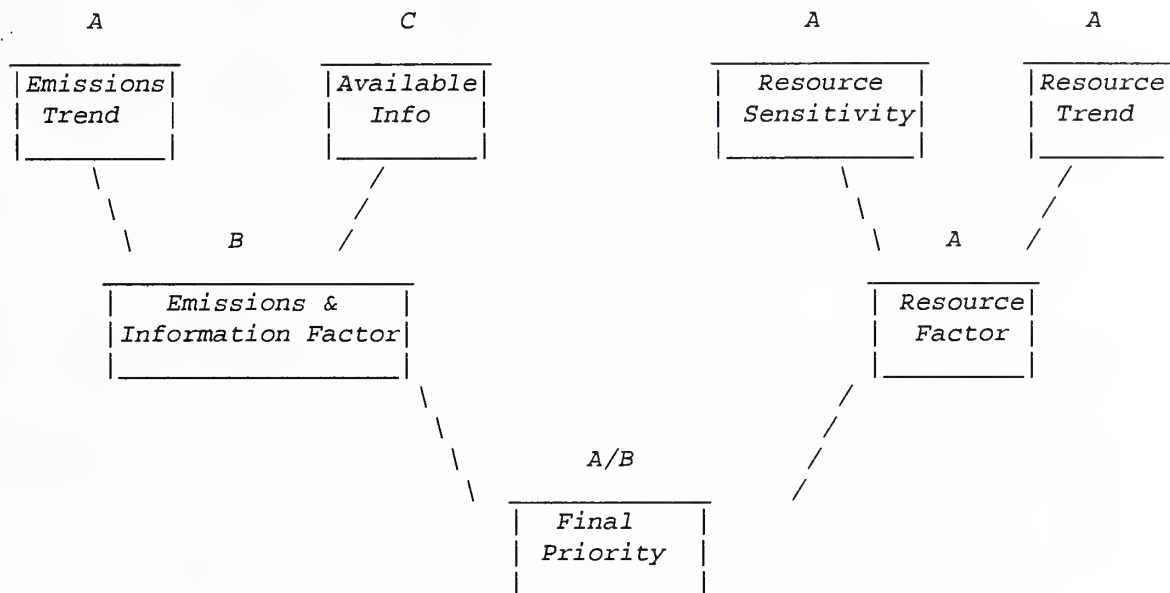 A C A A
Emissions Available Resource Resource
Trend Info Sensitivity Trend
B A
Emissions & Resource
Information Factor Factor
A/B
Final
Priority